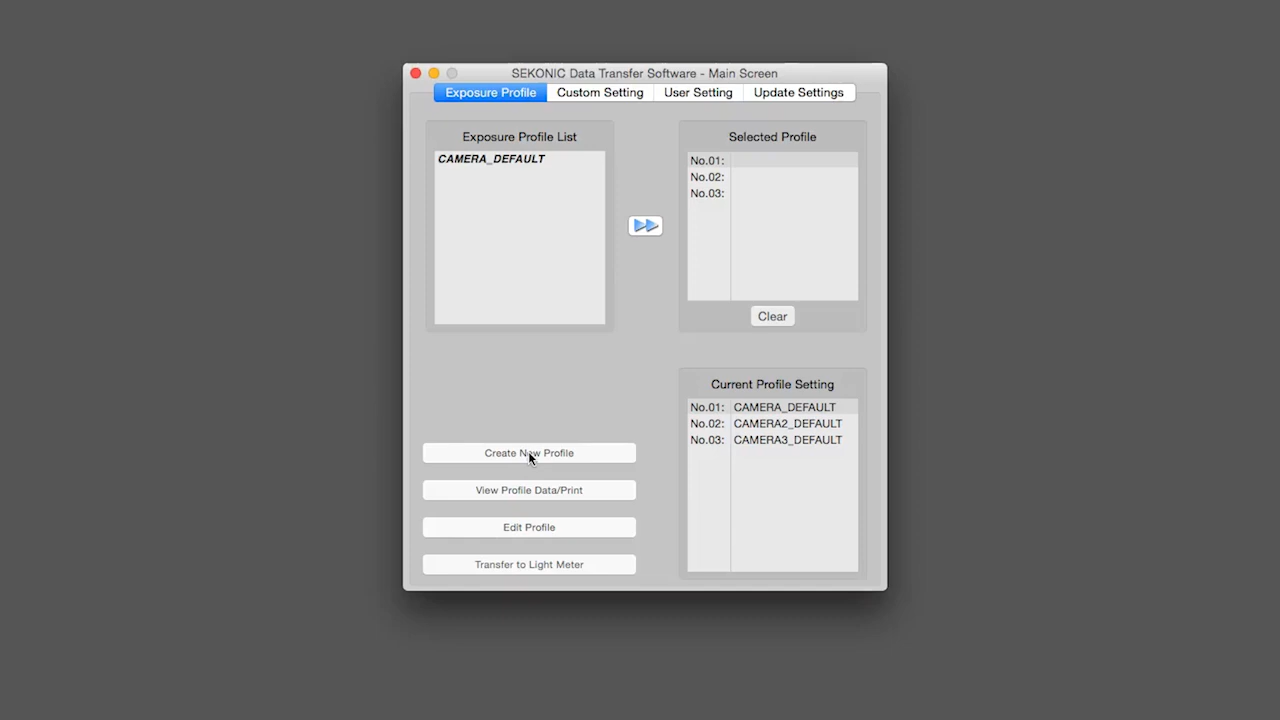 SEKONIC Data Transfer Software - Main Screen
Exposure Profile
Custom Setting
User Setting
Update Settings
Exposure Profile List
CAMERA_DEFAULT
Selected Profile
No.01:
No.02:
No.03:
Clear
Current Profile Setting
No.01: CAMERA_DEFAULT
No.02: CAMERA2_DEFAULT
No.03: CAMERA3_DEFAULT
Create New Profile
View Profile Data/Print
Edit Profile
Transfer to Light Meter